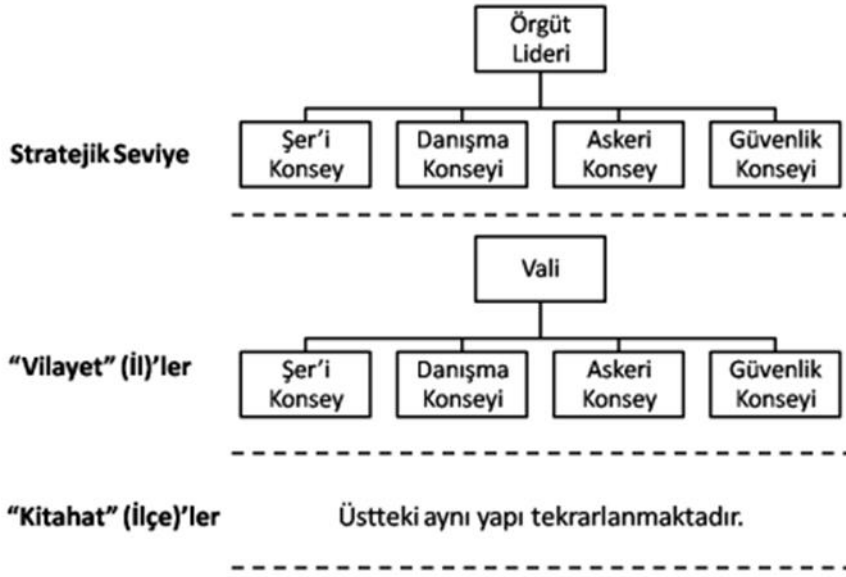 Örgüt
Lideri
Stratejik Seviye
Şer’i
Konsey
Danışma
Konseyi
Askeri
Konsey
Güvenlik
Konseyi
Vali
“Vilayet” (İl)’ler
Şer’i
Konsey
Danışma
Konseyi
Askeri
Konsey
Güvenlik
Konseyi
“Kitahat” (İlçe)’ler
Üstteki aynı yapı tekrarlanmaktadır.